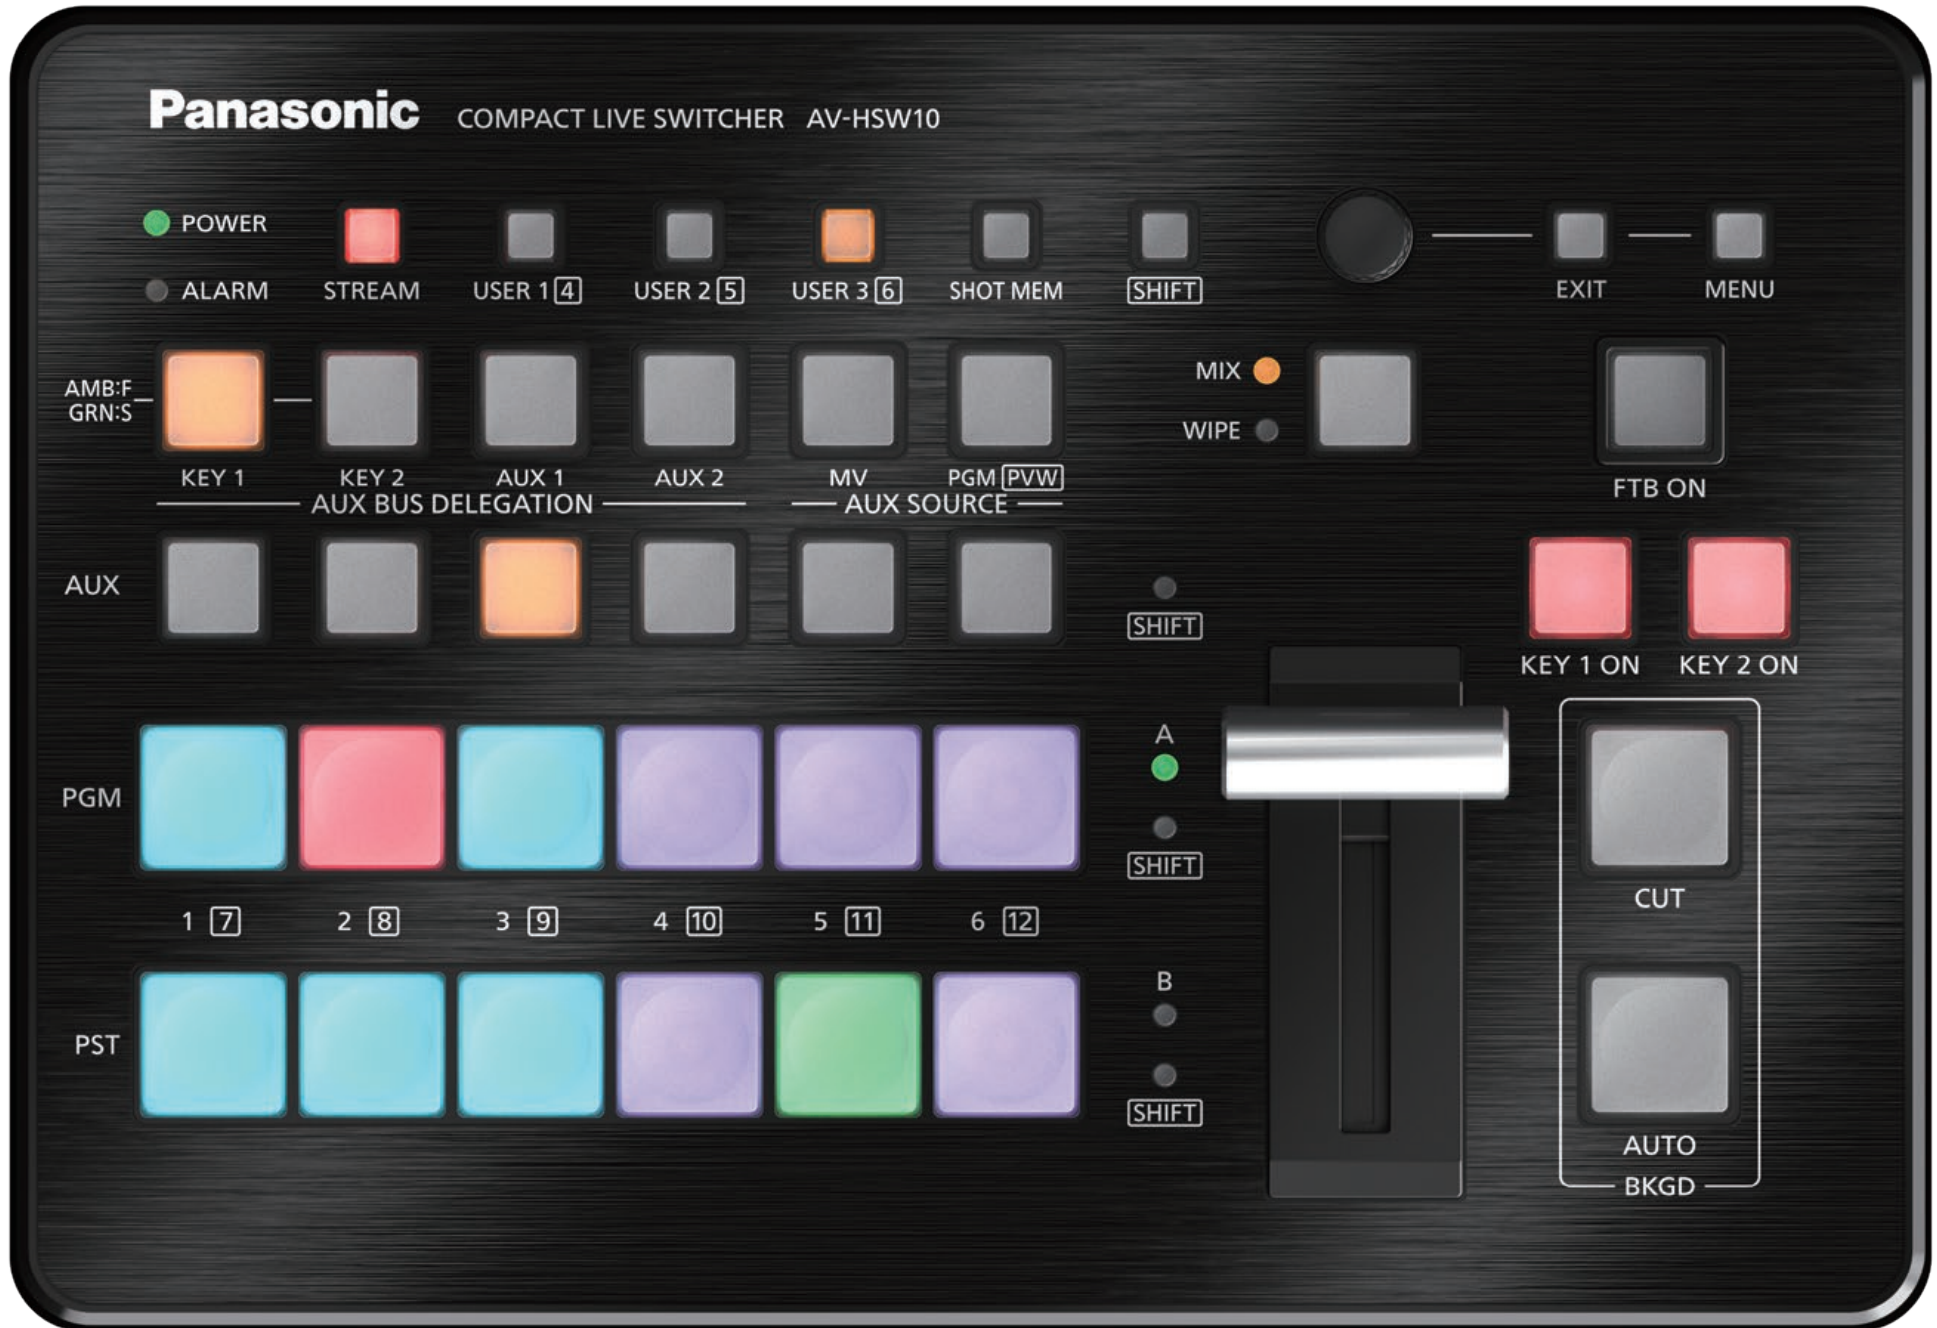 Panasonic COMPACT LIVE SWITCHER AV-HSW10
POWER
ALARM STREAM USER 1 4 USER 2 5 USER 3 6 SHOT MEM SHIFT EXIT MENU
MIX
AMB:F
GRN:S
WIPE
KEY 1 KEY 2 AUX 1 AUX 2 MV PGM PVW FTB ON
AUX BUS DELEGATION AUX SOURCE
AUX
SHIFT
KEY 1 ON KEY 2 ON
A
PGM
SHIFT
CUT
1 7 2 8 3 9 4 10 5 11 6 12
B
PST
SHIFT
AUTO
BKGD